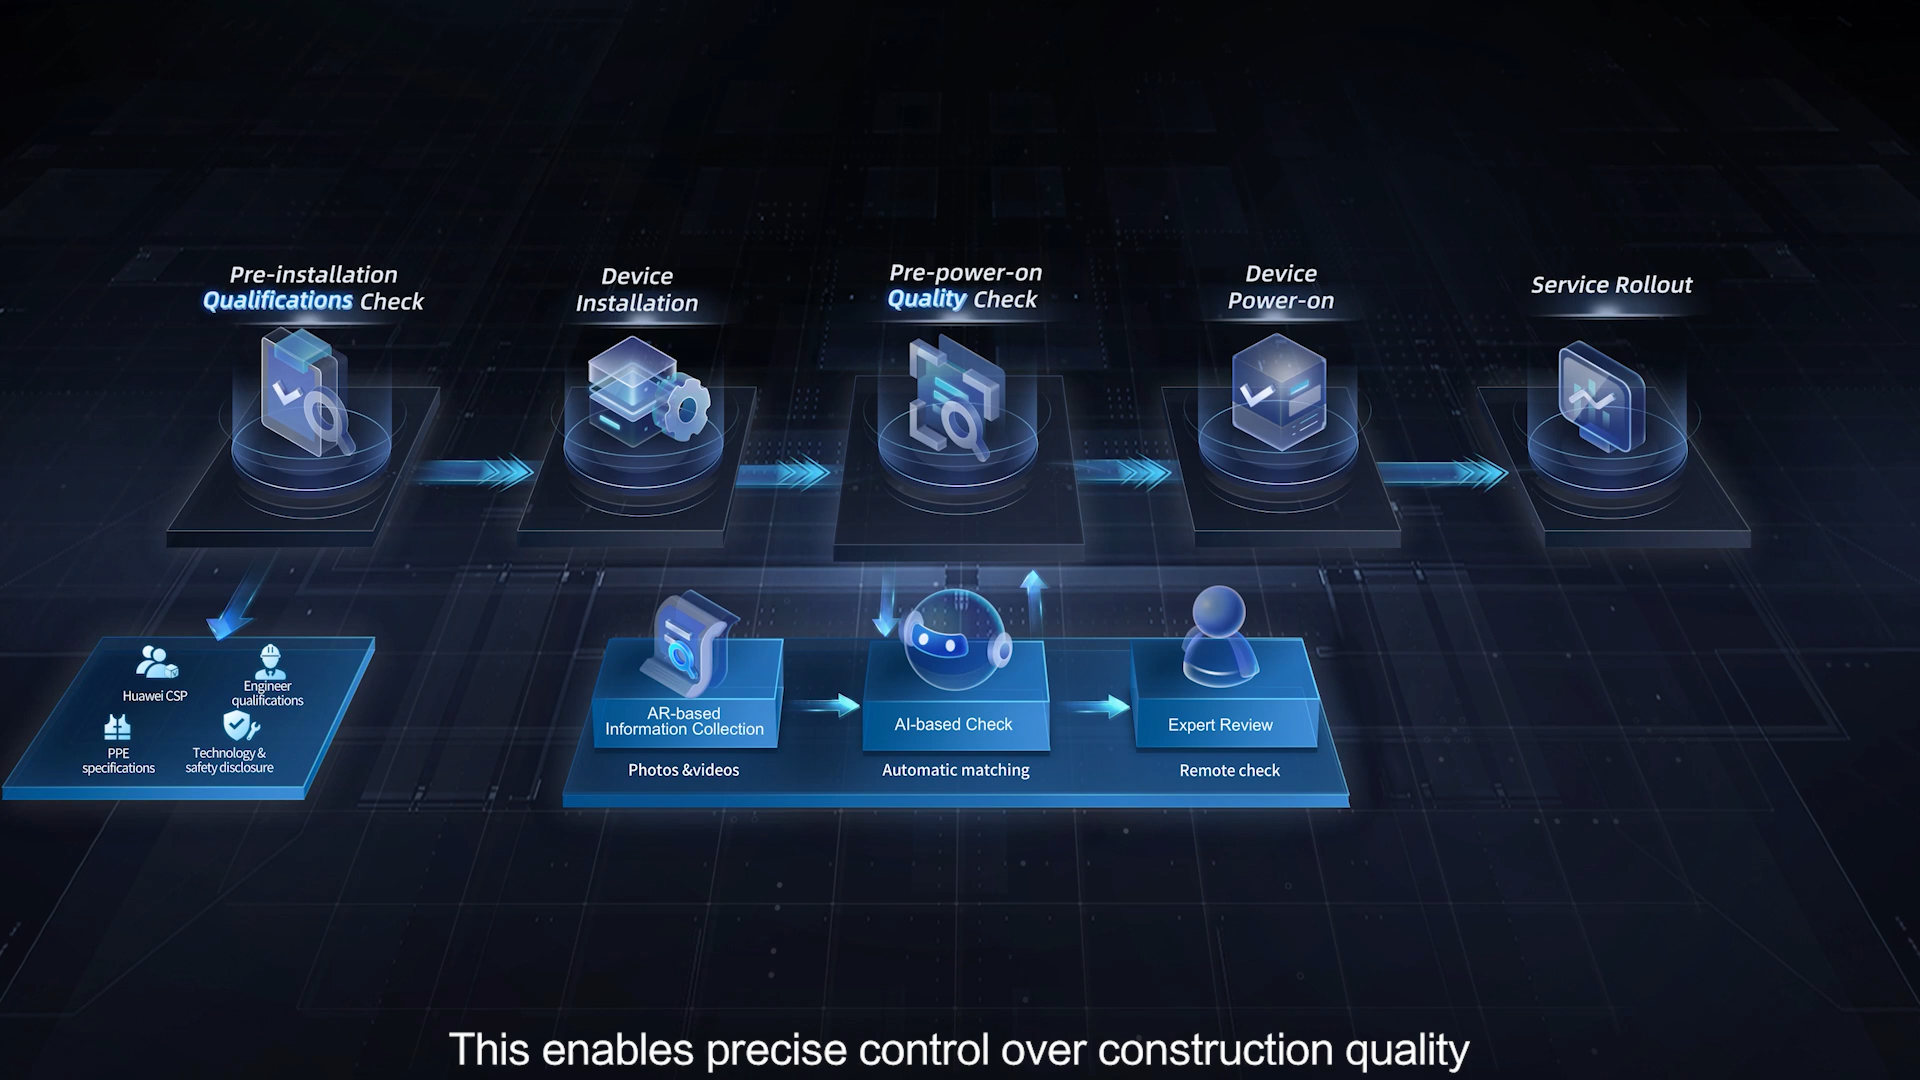 Pre-installation
Qualifications Check
Device
Installation
Pre-power-on
Quality Check
Device
Power-on
Service Rollout
Huawei CSP
Engineer
qualifications
PPE
specifications
Technology &
safety disclosure
AR-based
Information Collection
Photos &videos
AI-based Check
Automatic matching
Expert Review
Remote check
This enables precise control over construction quality